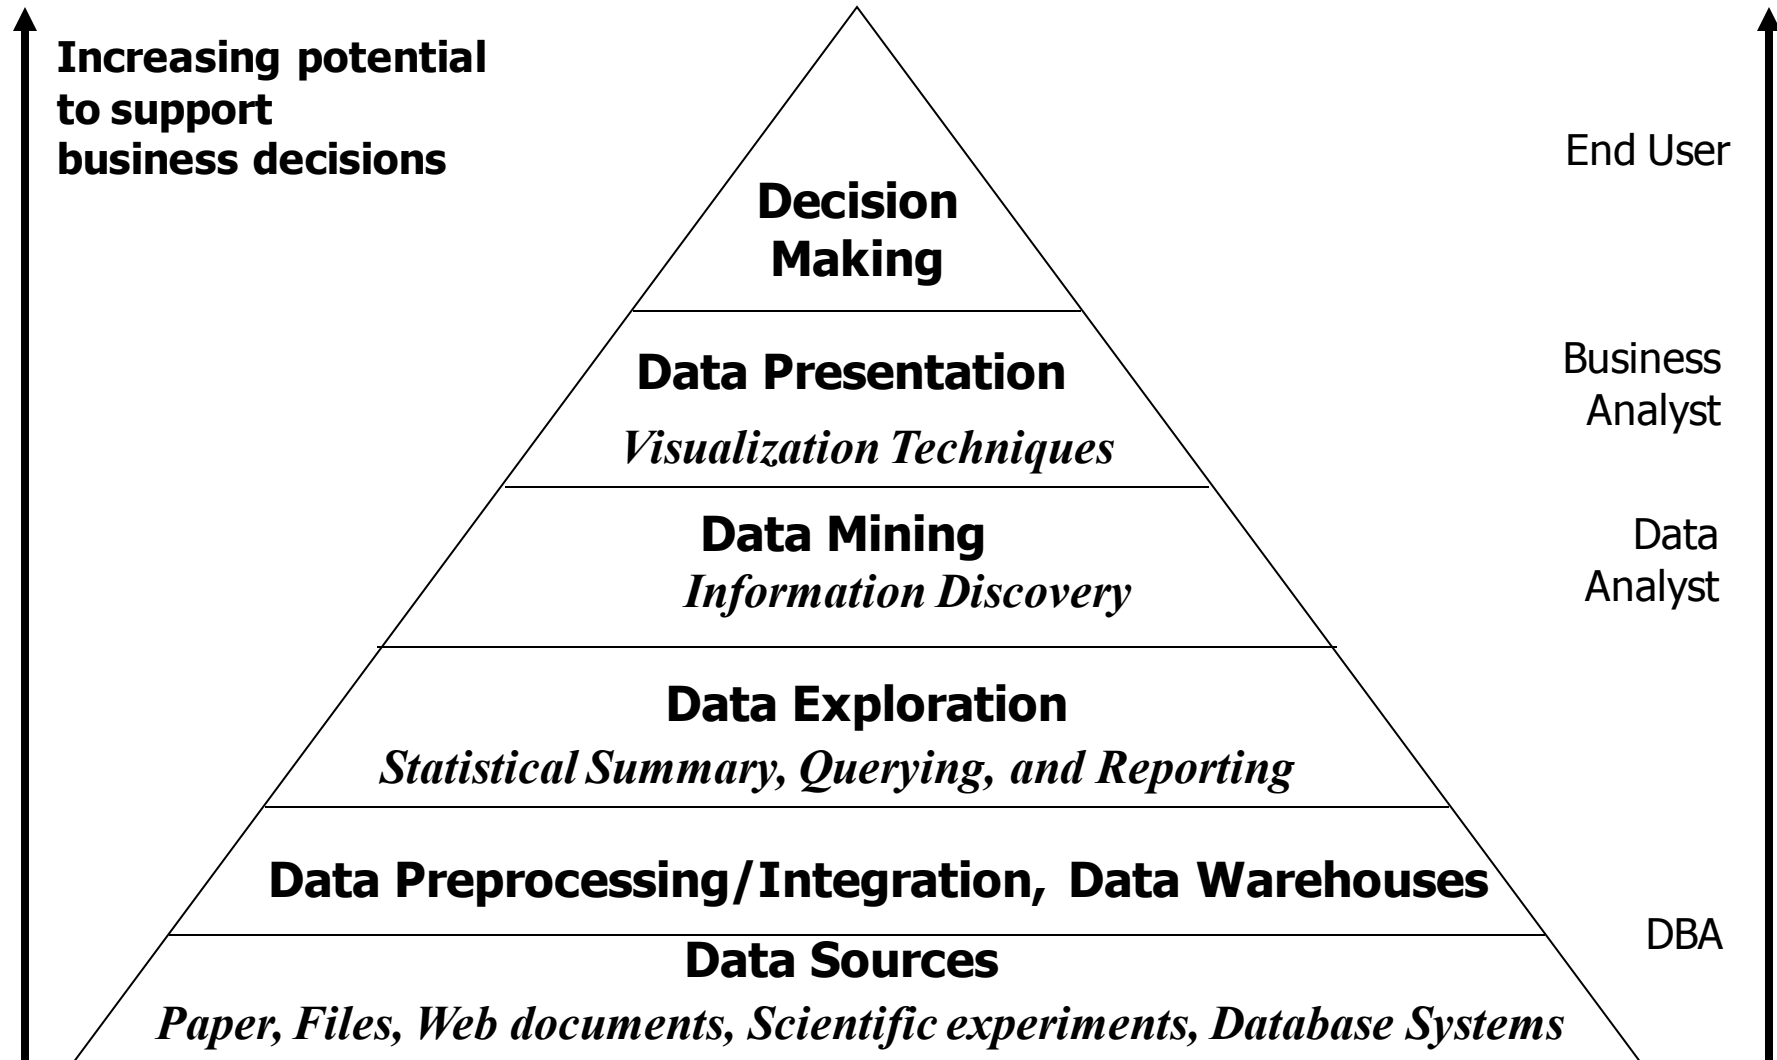 Increasing potential
to support
business decisions
End User
Decision
Making
Data Presentation
Visualization Techniques
Business
Analyst
Data Mining
Information Discovery
Data
Analyst
Data Exploration
Statistical Summary, Querying, and Reporting
Data Preprocessing/Integration, Data Warehouses
DBA
Data Sources
Paper, Files, Web documents, Scientific experiments, Database Systems